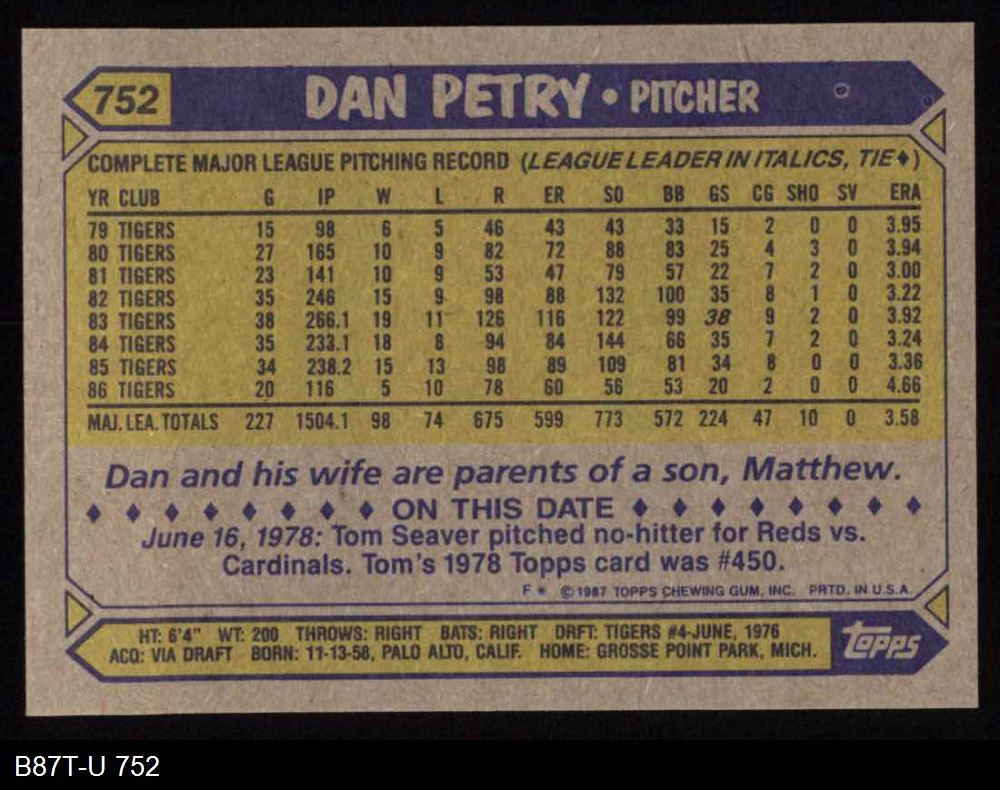 752 DAN PETRY • PITCHER
COMPLETE MAJOR LEAGUE PITCHING RECORD (LEAGUE LEADER IN ITALICS, TIE♦)
YR CLUB G IP W L R ER SO BB GS CG SHO SV ERA
79 TIGERS 15 98 6 5 46 43 43 33 15 2 0 0 3.95
80 TIGERS 27 165 10 9 82 72 88 83 25 4 3 0 3.94
81 TIGERS 23 141 10 9 53 47 79 57 22 7 2 0 3.00
82 TIGERS 35 246 15 9 98 88 132 100 35 8 1 0 3.22
83 TIGERS 38 266.1 19 11 126 116 122 99 38 9 2 0 3.92
84 TIGERS 35 233.1 18 8 94 84 144 66 35 7 2 0 3.24
85 TIGERS 34 238.2 15 13 98 89 109 81 34 8 0 0 3.36
86 TIGERS 20 116 5 10 78 60 56 53 20 2 0 0 4.66
MAJ. LEA. TOTALS 227 1504.1 98 74 675 599 773 572 224 47 10 0 3.58
Dan and his wife are parents of a son, Matthew.
♦ ♦ ♦ ♦ ♦ ♦ ♦ ♦ ON THIS DATE ♦ ♦ ♦ ♦ ♦ ♦ ♦ ♦
June 16, 1978: Tom Seaver pitched no-hitter for Reds vs.
Cardinals. Tom's 1978 Topps card was #450.
F * © 1987 TOPPS CHEWING GUM, INC. PRTD. IN U.S.A.
HT: 6'4" WT: 200 THROWS: RIGHT BATS: RIGHT DRFT: TIGERS #4-JUNE, 1976
ACQ: VIA DRAFT BORN: 11-13-58, PALO ALTO, CALIF. HOME: GROSSE POINT PARK, MICH.
Topps
B87T-U 752